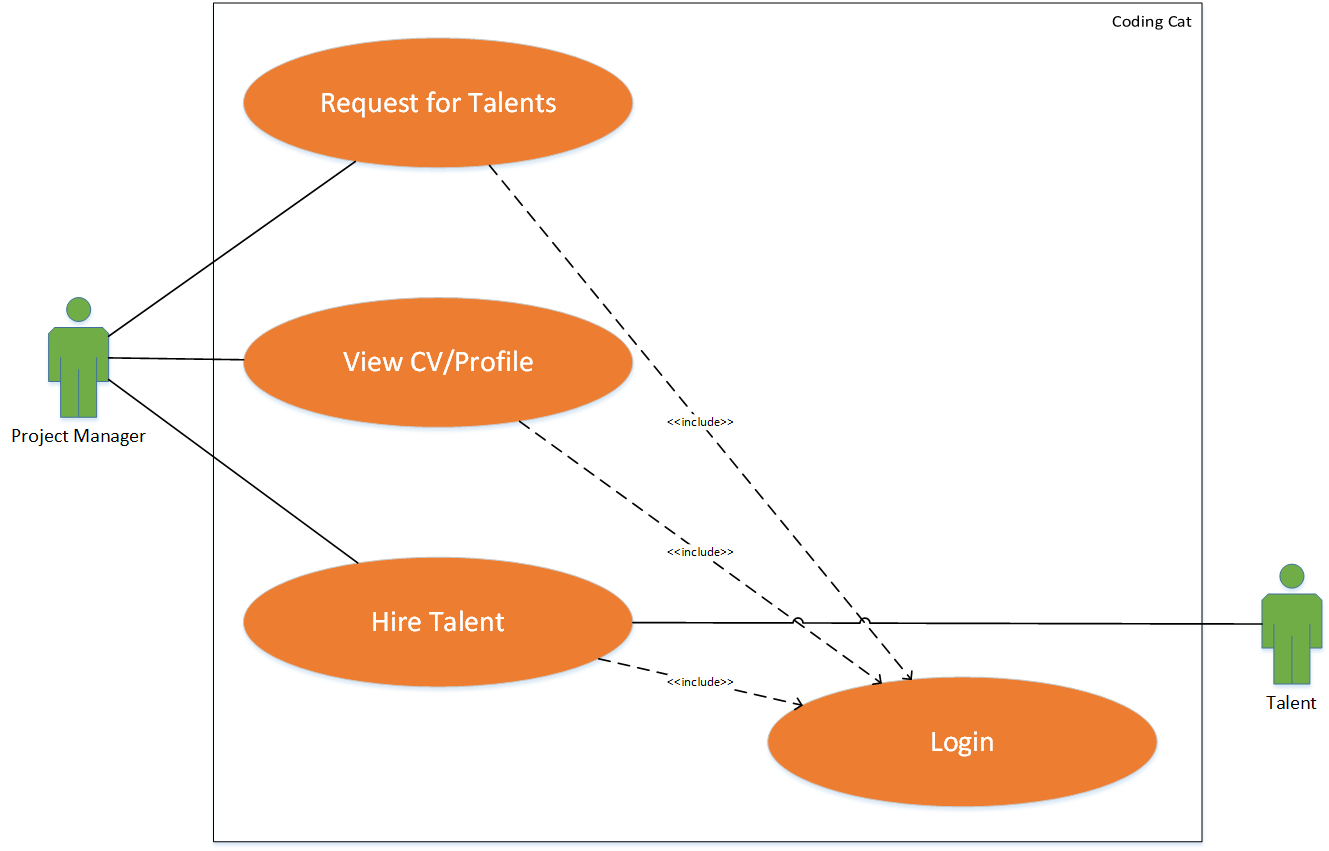 Coding Cat
Request for Talents
View CV/Profile
<<include>>
Project Manager
<<include>>
Hire Talent
<<include>>
Talent
Login